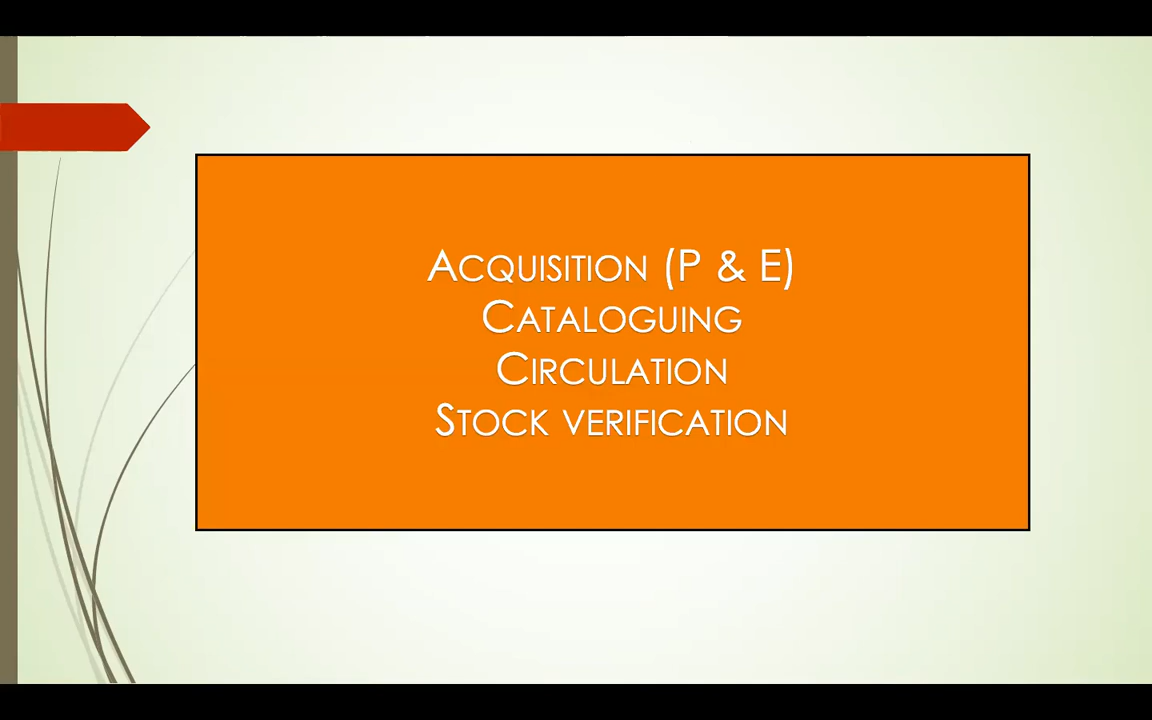 Acquisition (P & E)
Cataloguing
Circulation
Stock verification